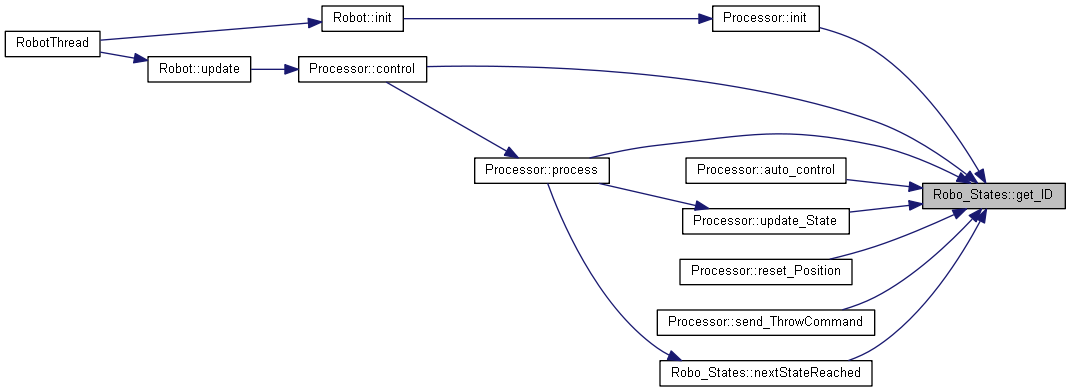 Robot::init
Processor::init
RobotThread
Robot::update
Processor::control
Processor::process
Processor::auto_control
Robo_States::get_ID
Processor::update_State
Processor::reset_Position
Processor::send_ThrowCommand
Robo_States::nextStateReached